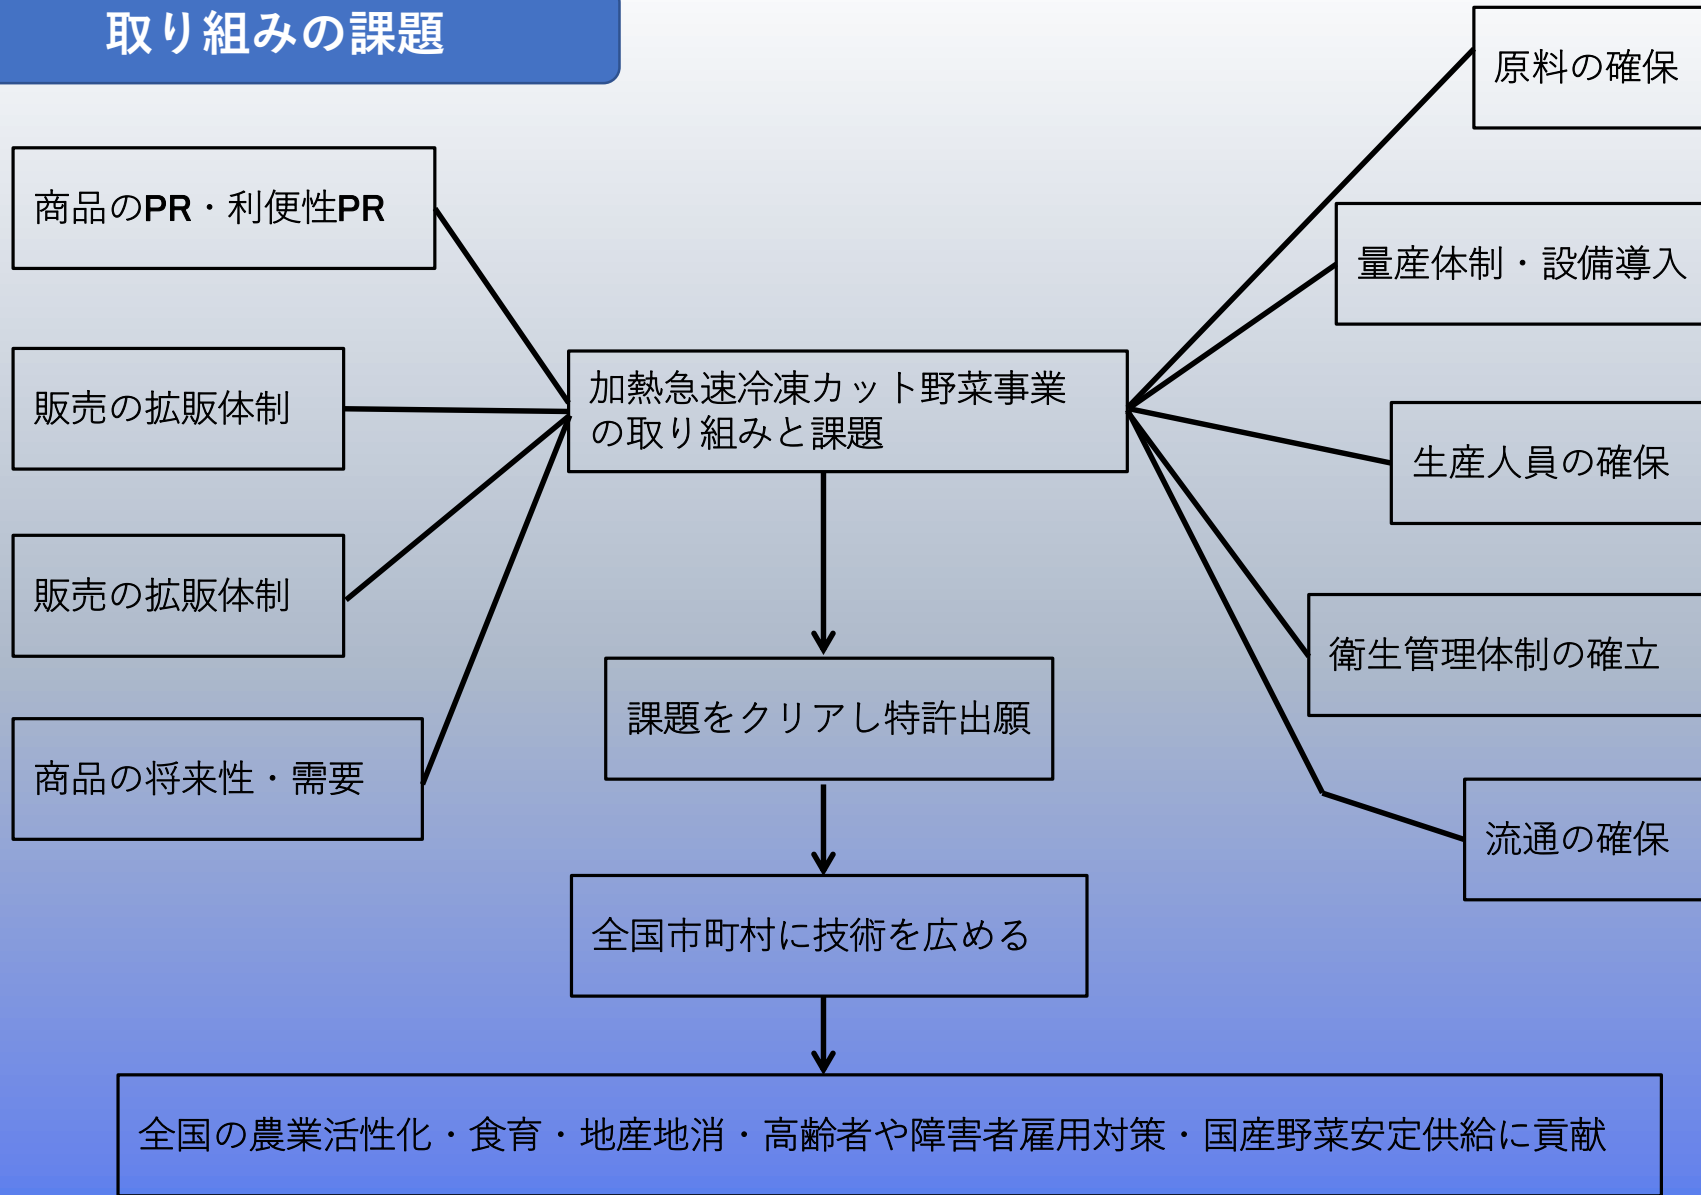 取り組みの課題
原料の確保
商品のPR・利便性PR
量産体制・設備導入
販売の拡販体制
加熱急速冷凍カット野菜事業
の取り組みと課題
生産人員の確保
販売の拡販体制
衛生管理体制の確立
課題をクリアし特許出願
商品の将来性・需要
流通の確保
全国市町村に技術を広める
全国の農業活性化・食育・地産地消・高齢者や障害者雇用対策・国産野菜安定供給に貢献